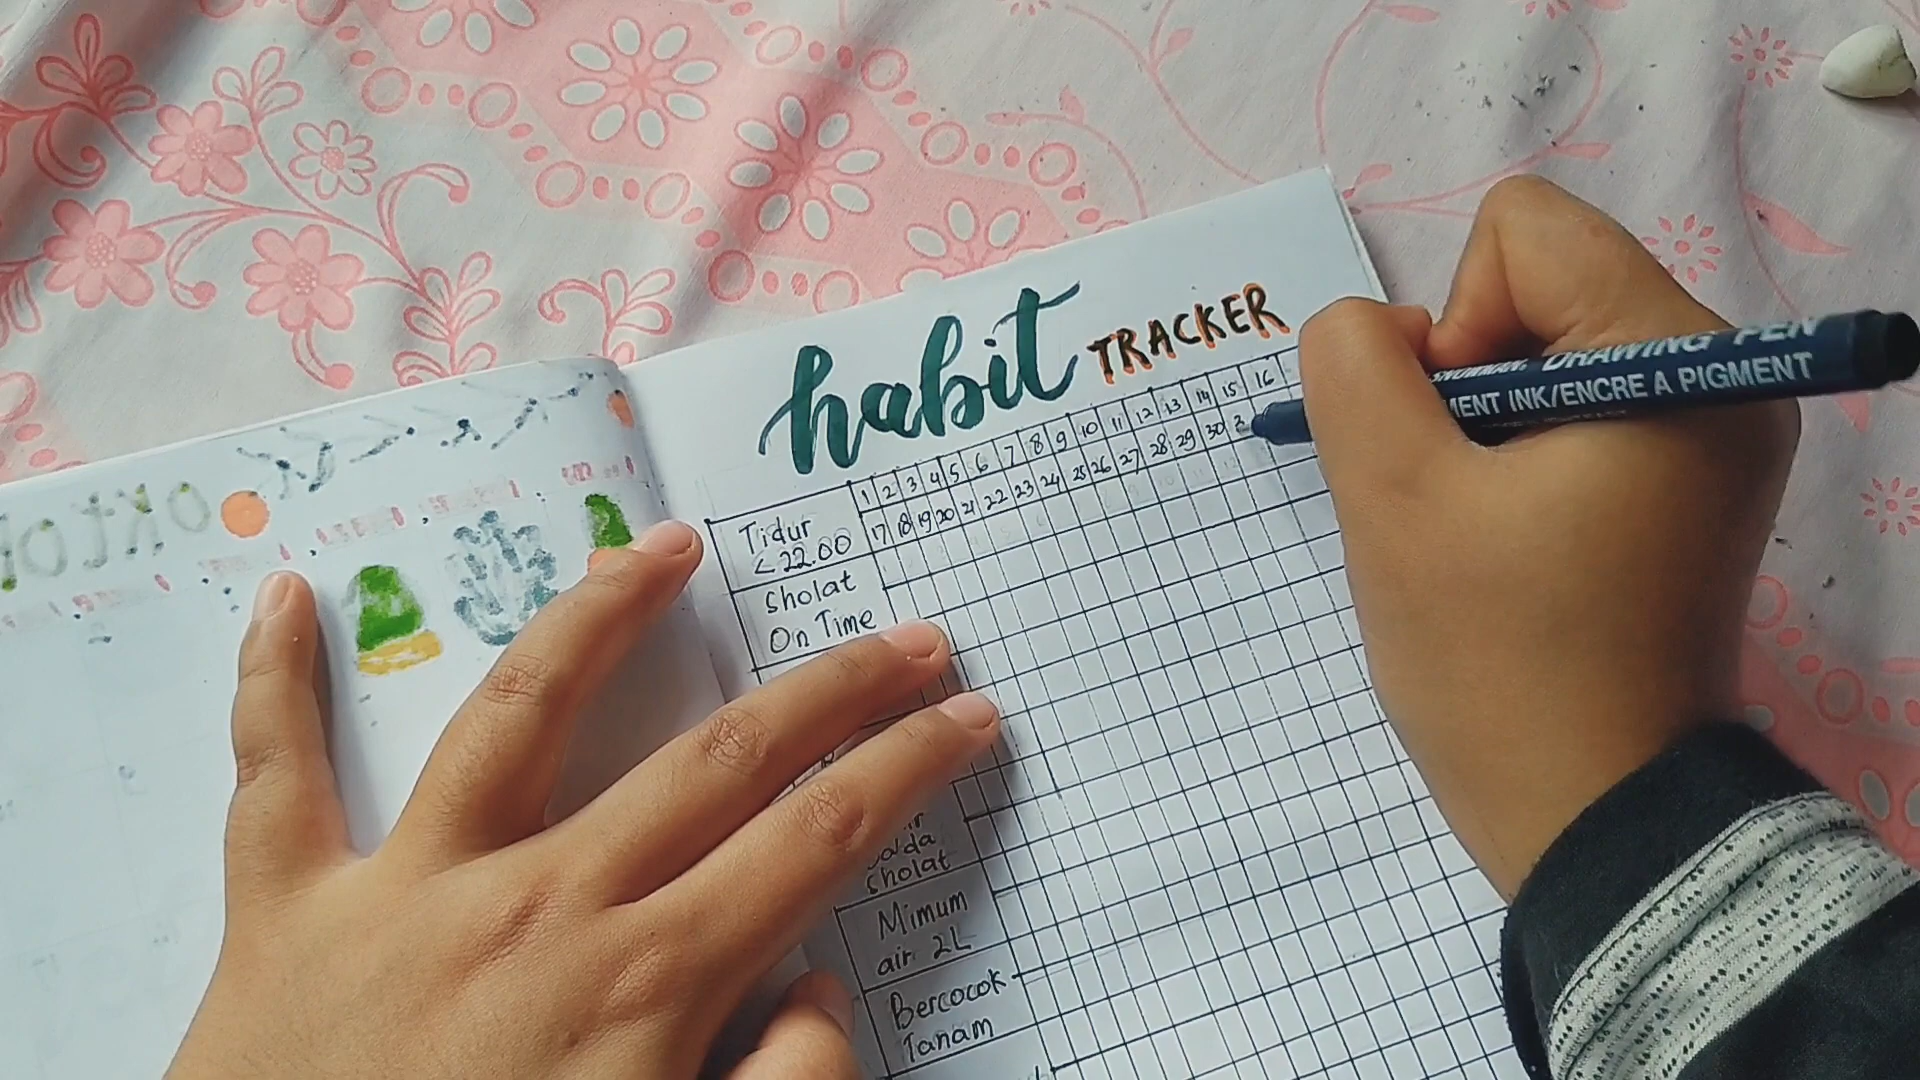 habit TRACKER
1 2 3 4 5 6 7 8 9 10 11 12 13 14 15 16
17 18 19 20 21 22 23 24 25 26 27 28 29 30 3
Tidur
< 22.00
Sholat
On Time
Sholat
Mimum
air 2L
Bercocok
Tanam
SNOWMAN DRAWING PEN
MENT INK/ENCRE A PIGMENT